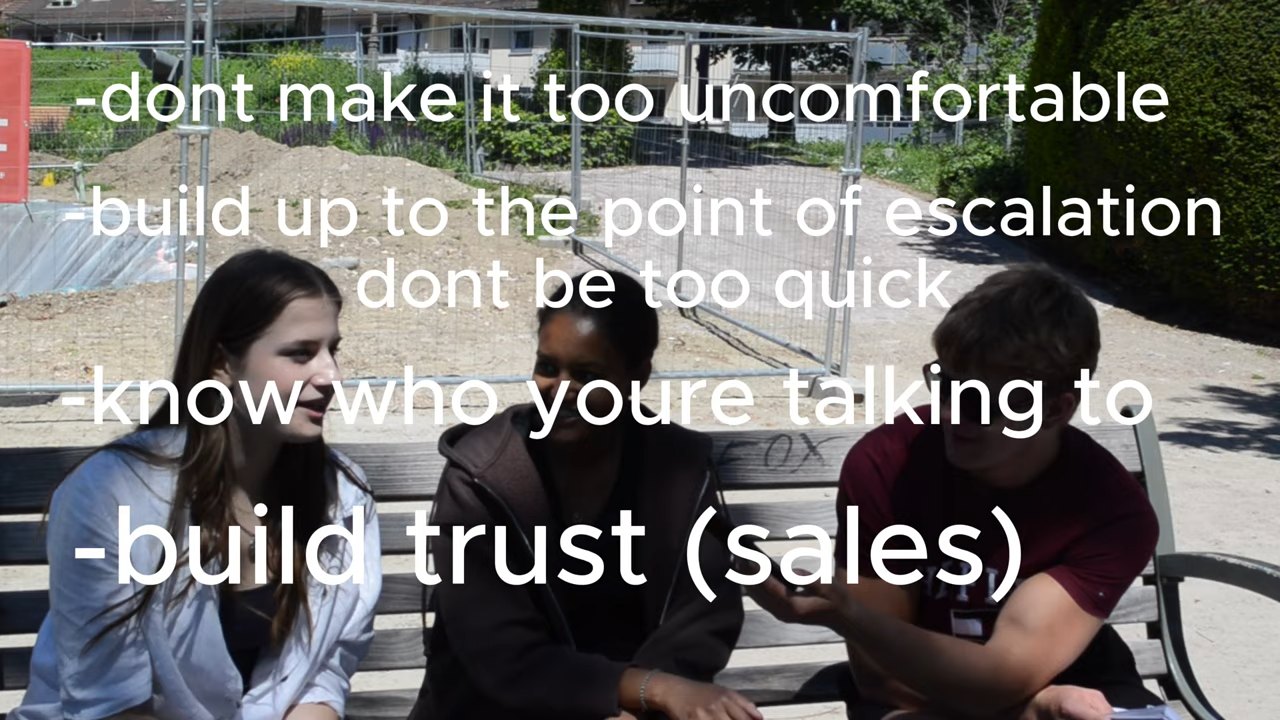 -dont make it too uncomfortable
-build up to the point of escalation
dont be too quick
-know who youre talking to
FOX
-build trust (sales)